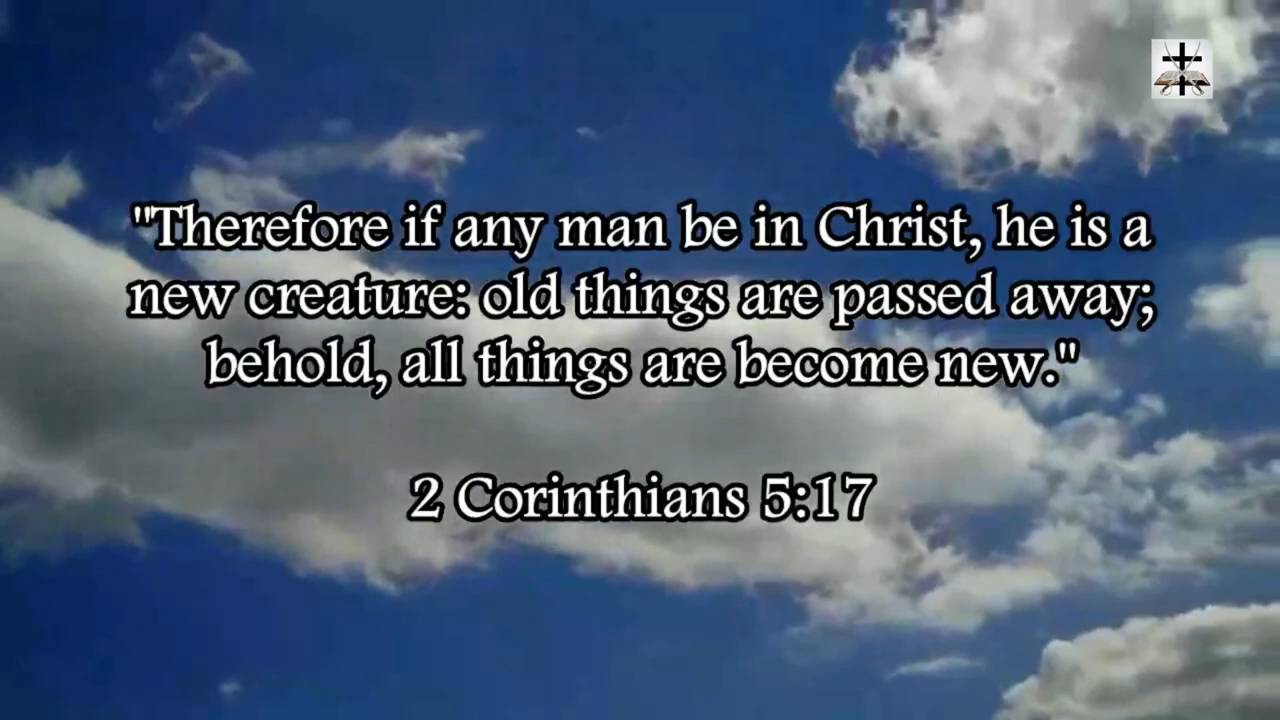 "Therefore if any man be in Christ, he is a
new creature: old things are passed away;
behold, all things are become new."
2 Corinthians 5:17